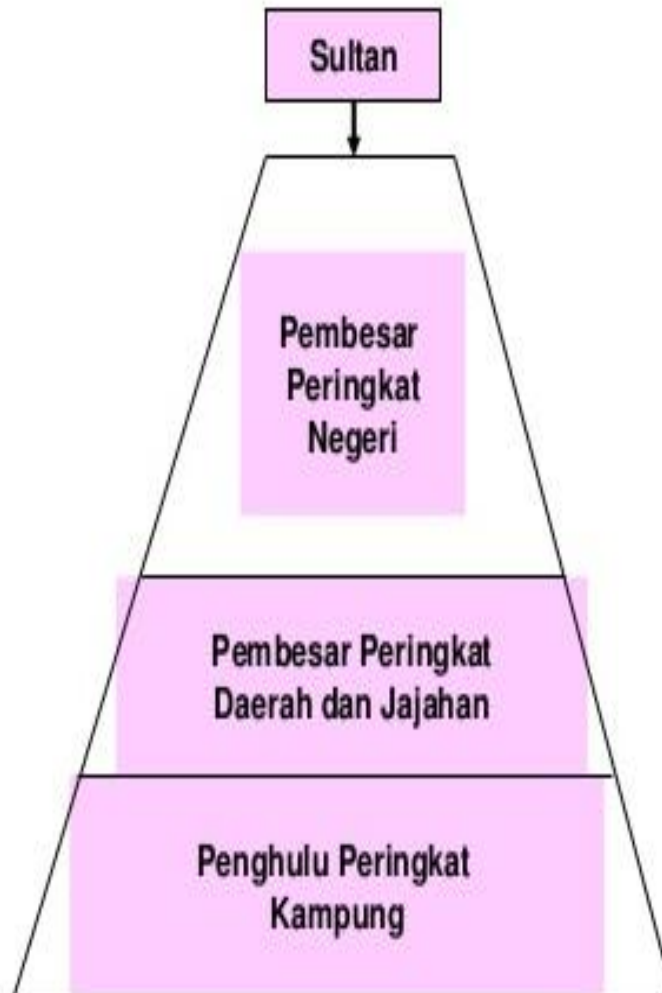 Sultan
Pembesar
Peringkat
Negeri
Pembesar Peringkat
Daerah dan Jajahan
Penghulu Peringkat
Kampung